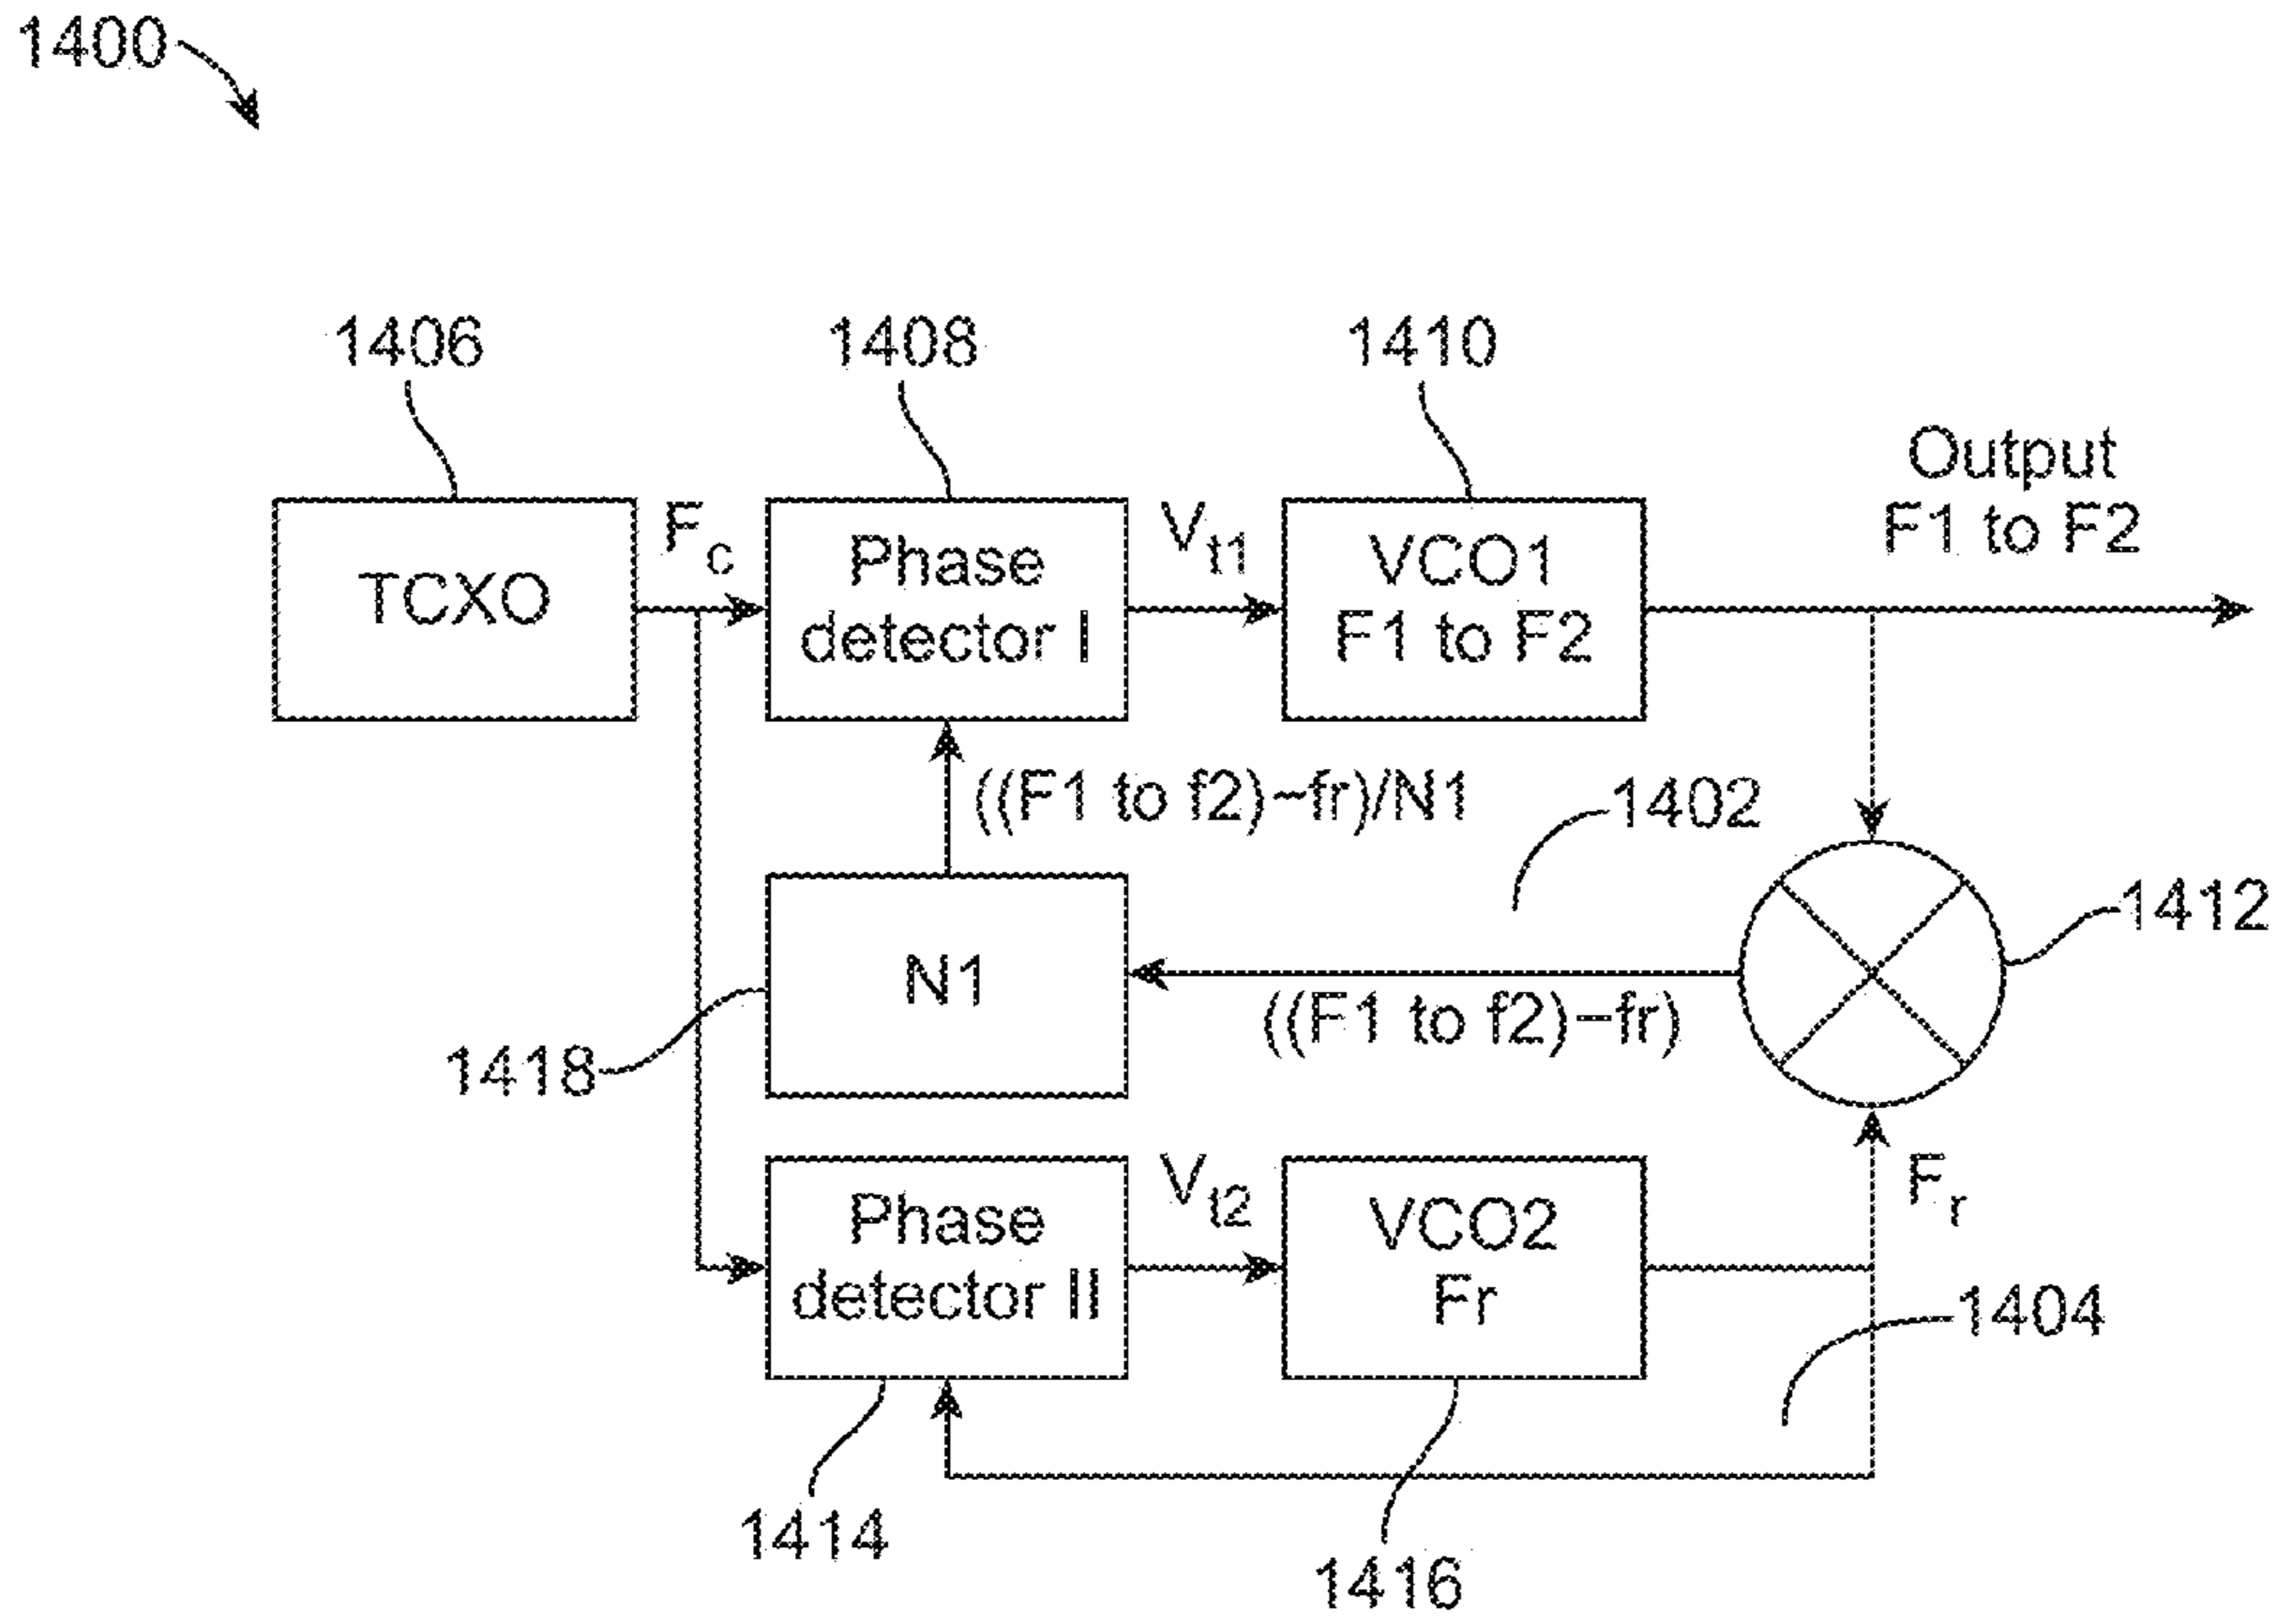 1400
1406
1408
1410
Output
F1 to F2
TCXO
Fc
Phase
detector I
Vt1
VCO1
F1 to F2
((F1 to f2)−fr)/N1
1402
1412
N1
((F1 to f2)−fr)
1418
Phase
detector II
Vt2
VCO2
Fr
Fr
1404
1414
1416